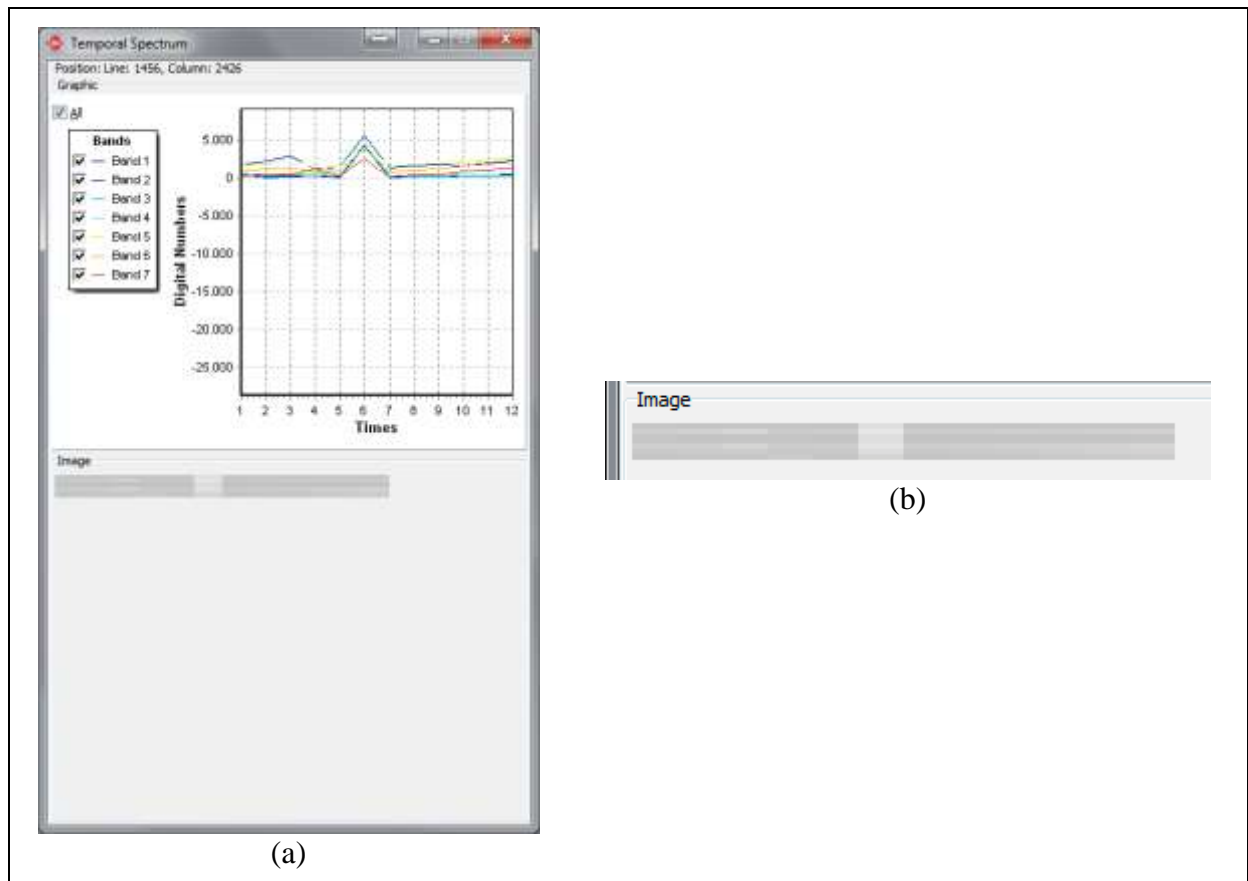 Temporal Spectrum
Position: Line: 1456, Column: 2426
Graphic
All
Bands
Band 1
Band 2
Band 3
Band 4
Band 5
Band 6
Band 7
Digital Numbers
5.000
0
-5.000
-10.000
-15.000
-20.000
-25.000
1 2 3 4 5 6 7 8 9 10 11 12
Times
Image
(a)
Image
(b)